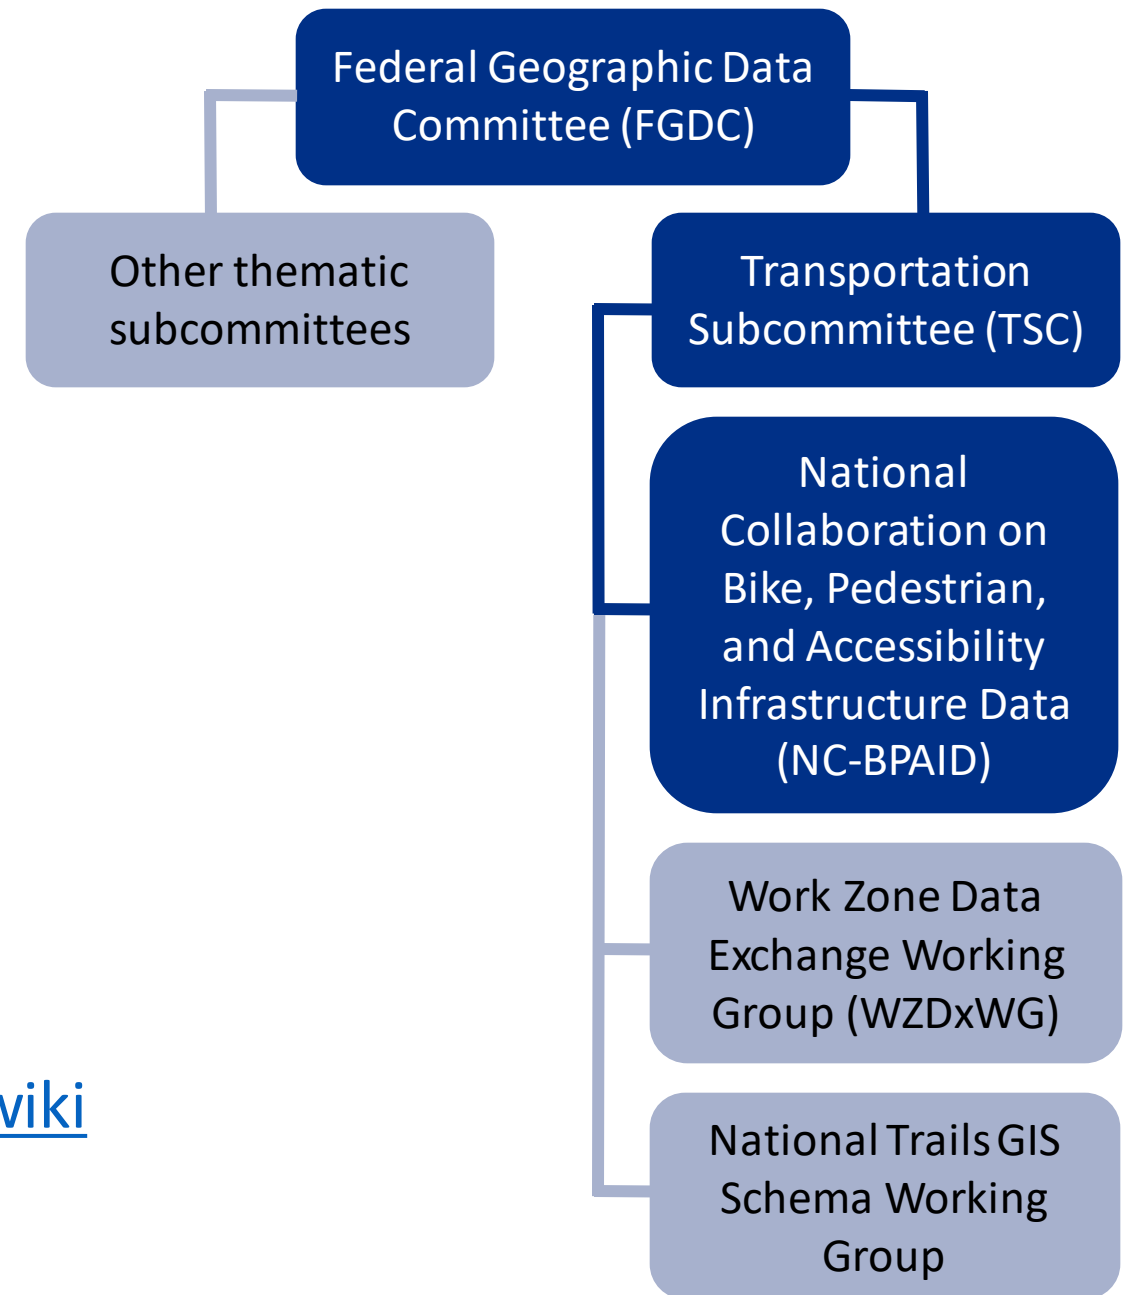 Federal Geographic Data
Committee (FGDC)
Other thematic
subcommittees
Transportation
Subcommittee (TSC)
National
Collaboration on
Bike, Pedestrian,
and Accessibility
Infrastructure Data
(NC-BPAID)
Work Zone Data
Exchange Working
Group (WZDxWG)
wiki
National Trails GIS
Schema Working
Group